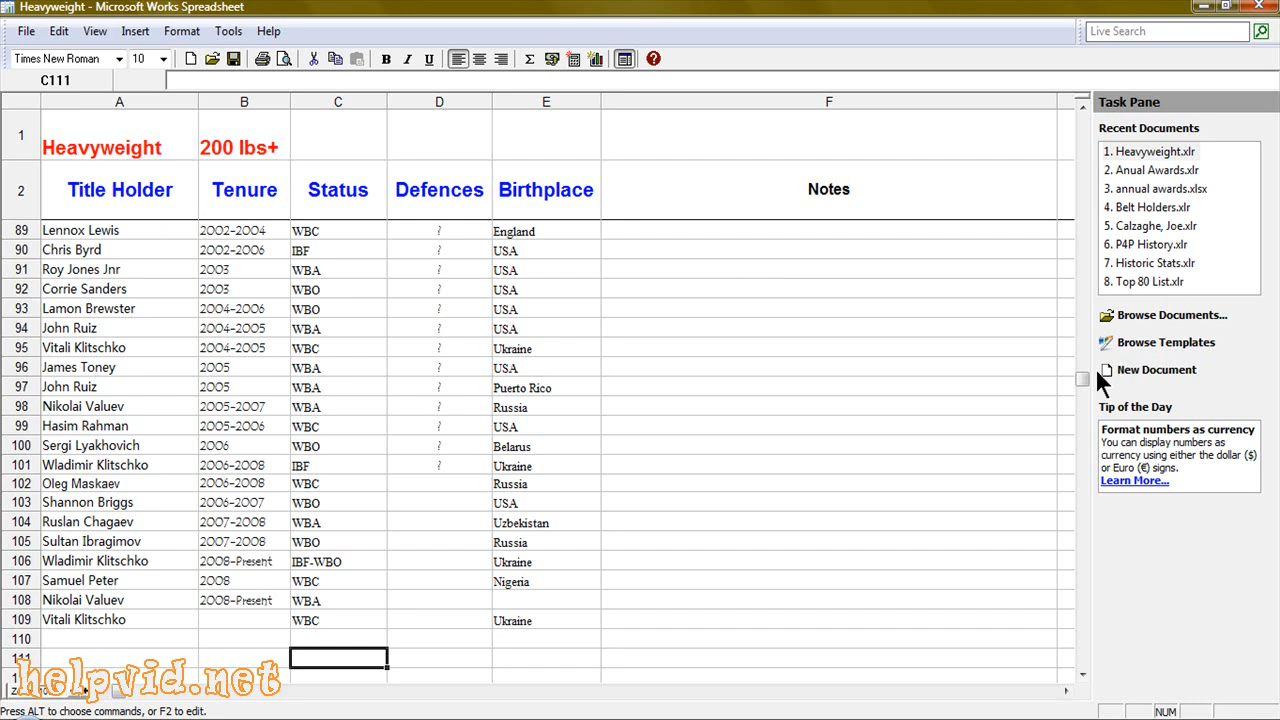 Heavyweight - Microsoft Works Spreadsheet
File Edit View Insert Format Tools Help
Live Search
Times New Roman 10 B I U Σ
C111
A B C D E F
1 Heavyweight 200 lbs+
2 Title Holder Tenure Status Defences Birthplace Notes
89 Lennox Lewis 2002-2004 WBC ? England
90 Chris Byrd 2002-2006 IBF ? USA
91 Roy Jones Jnr 2003 WBA ? USA
92 Corrie Sanders 2003 WBO ? USA
93 Lamon Brewster 2004-2006 WBO ? USA
94 John Ruiz 2004-2005 WBA ? USA
95 Vitali Klitschko 2004-2005 WBC ? Ukraine
96 James Toney 2005 WBA ? USA
97 John Ruiz 2005 WBA ? Puerto Rico
98 Nikolai Valuev 2005-2007 WBA ? Russia
99 Hasim Rahman 2005-2006 WBC ? USA
100 Sergi Lyakhovich 2006 WBO ? Belarus
101 Wladimir Klitschko 2006-2008 IBF ? Ukraine
102 Oleg Maskaev 2006-2008 WBC Russia
103 Shannon Briggs 2006-2007 WBO USA
104 Ruslan Chagaev 2007-2008 WBA Uzbekistan
105 Sultan Ibragimov 2007-2008 WBO Russia
106 Wladimir Klitschko 2008-Present IBF-WBO Ukraine
107 Samuel Peter 2008 WBC Nigeria
108 Nikolai Valuev 2008-Present WBA
109 Vitali Klitschko WBC Ukraine
110
111
helpvid.net
Press ALT to choose commands, or F2 to edit.
NUM
Task Pane
Recent Documents
1. Heavyweight.xlr
2. Anual Awards.xlr
3. annual awards.xlsx
4. Belt Holders.xlr
5. Calzaghe, Joe.xlr
6. P4P History.xlr
7. Historic Stats.xlr
8. Top 80 List.xlr
Browse Documents...
Browse Templates
New Document
Tip of the Day
Format numbers as currency
You can display numbers as
currency using either the dollar ($)
or Euro (€) signs.
Learn More...